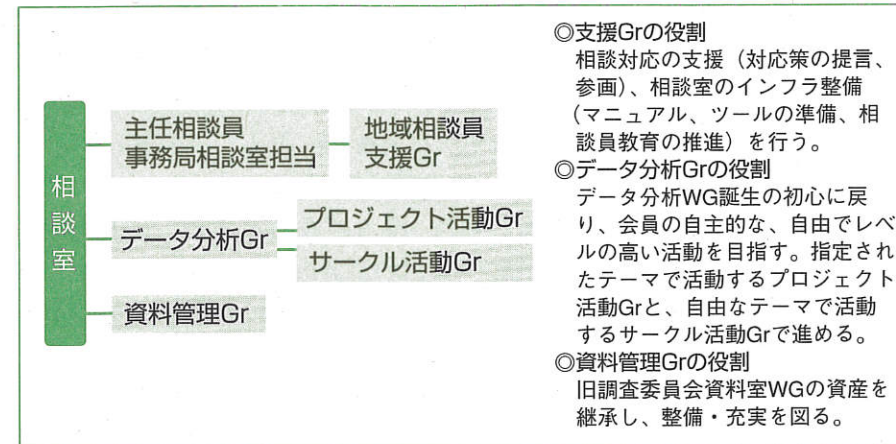 相談室
主任相談員
事務局相談室担当
地域相談員
支援Gr
データ分析Gr
プロジェクト活動Gr
サークル活動Gr
資料管理Gr
◎支援Grの役割
相談対応の支援（対応策の提言、
参画）、相談室のインフラ整備
（マニュアル、ツールの準備、相
談員教育の推進）を行う。
◎データ分析Grの役割
データ分析WG誕生の初心に戻
り、会員の自主的な、自由でレベ
ルの高い活動を目指す。指定され
たテーマで活動するプロジェクト
活動Grと、自由なテーマで活動
するサークル活動Grで進める。
◎資料管理Grの役割
旧調査委員会資料室WGの資産を
継承し、整備・充実を図る。